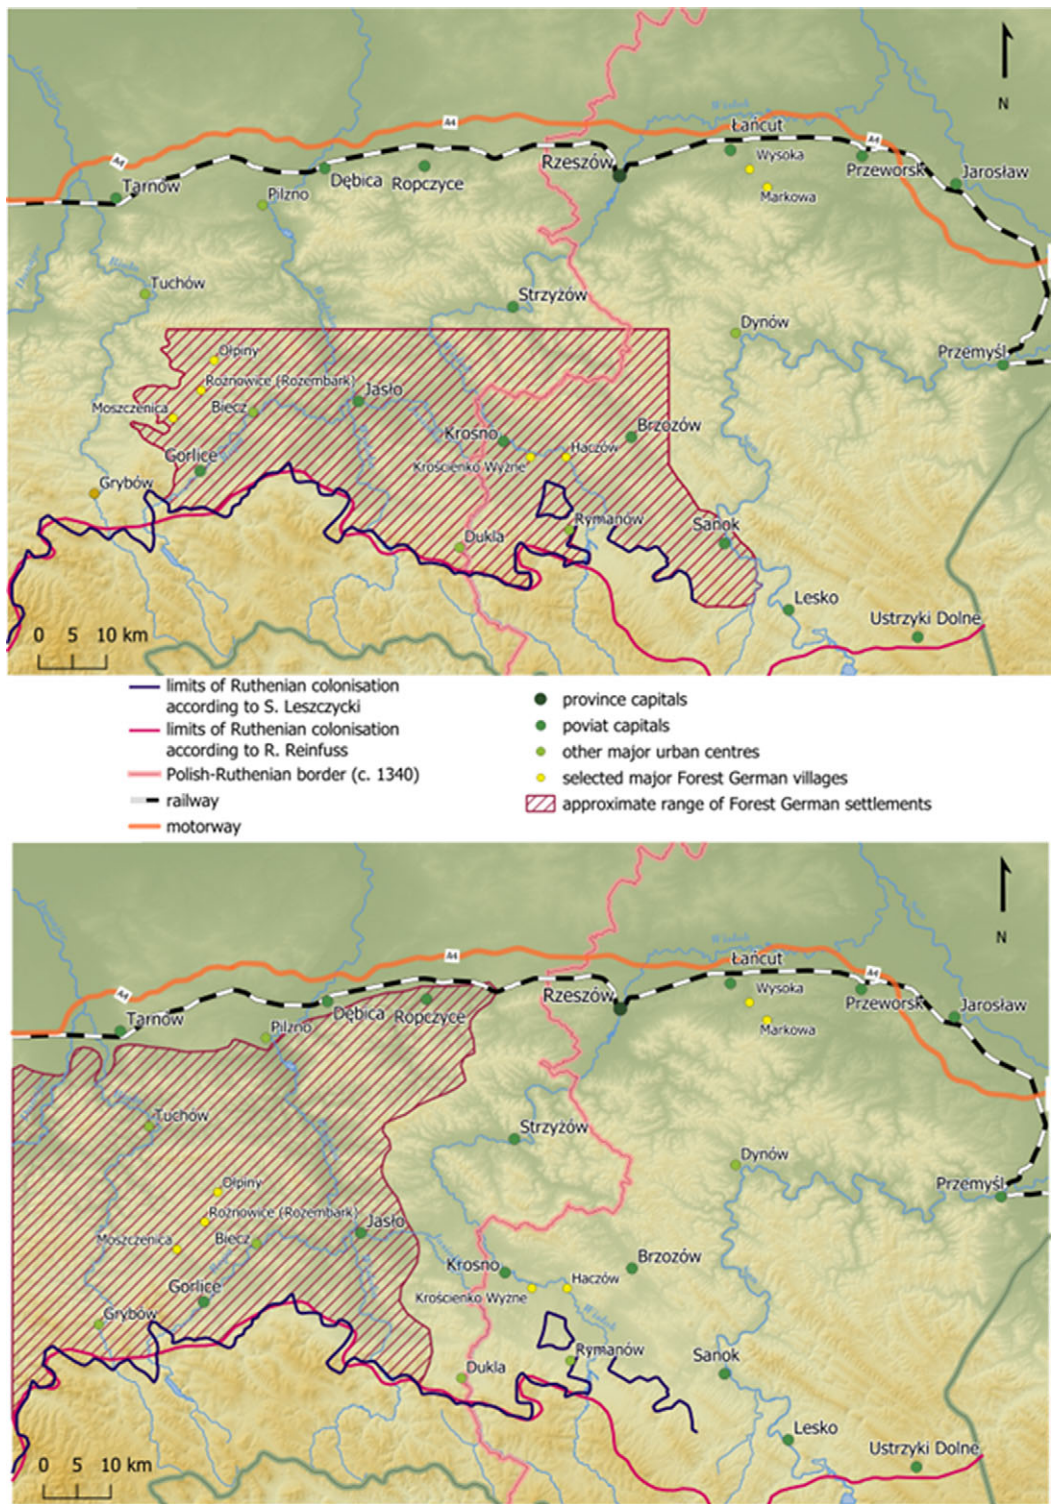 N
A4
A4
A4
Łańcut
Wysoka
Rzeszów
Przeworsk
Jarosław
Tarnów
Dębica
Ropczyce
Pilzno
Markowa
Tuchów
Strzyżów
Dynów
Przemyśl
Ołpiny
Rożnowice (Rozembark)
Jasło
Moszczenica
Biecz
Krosno
Brzozów
Haczów
Gorlice
Krościenko Wyżne
Grybów
Rymanów
Sanok
Dukla
Lesko
Ustrzyki Dolne
0 5 10 km
limits of Ruthenian colonisation
according to S. Leszczycki
limits of Ruthenian colonisation
according to R. Reinfuss
Polish-Ruthenian border (c. 1340)
railway
motorway
province capitals
poviat capitals
other major urban centres
selected major Forest German villages
approximate range of Forest German settlements
N
A4
A4
A4
Łańcut
Wysoka
Rzeszów
Przeworsk
Jarosław
Tarnów
Dębica
Ropczyce
Pilzno
Markowa
Tuchów
Strzyżów
Dynów
Przemyśl
Ołpiny
Rożnowice (Rozembark)
Jasło
Moszczenica
Biecz
Krosno
Brzozów
Haczów
Gorlice
Krościenko Wyżne
Grybów
Rymanów
Sanok
Dukla
Lesko
Ustrzyki Dolne
0 5 10 km